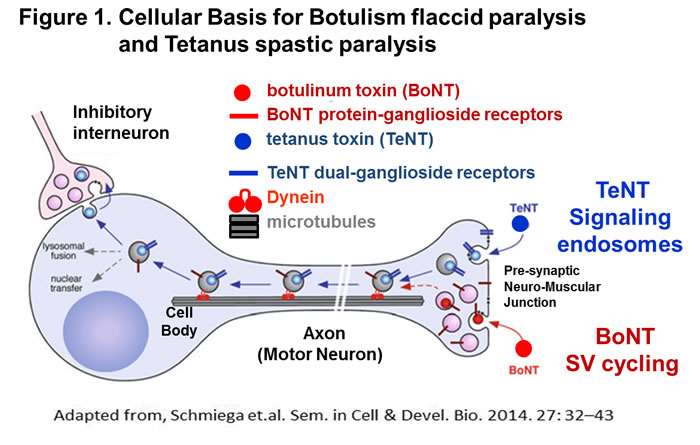 Figure 1. Cellular Basis for Botulism flaccid paralysis
and Tetanus spastic paralysis
botulinum toxin (BoNT)
BoNT protein-ganglioside receptors
tetanus toxin (TeNT)
TeNT dual-ganglioside receptors
Dynein
microtubules
Inhibitory
interneuron
lysosomal
fusion
nuclear
transfer
Cell
Body
Axon
(Motor Neuron)
TeNT
Pre-synaptic
Neuro-Muscular
Junction
BoNT
TeNT
Signaling
endosomes
BoNT
SV cycling
Adapted from, Schmiega et.al. Sem. in Cell & Devel. Bio. 2014. 27: 32–43